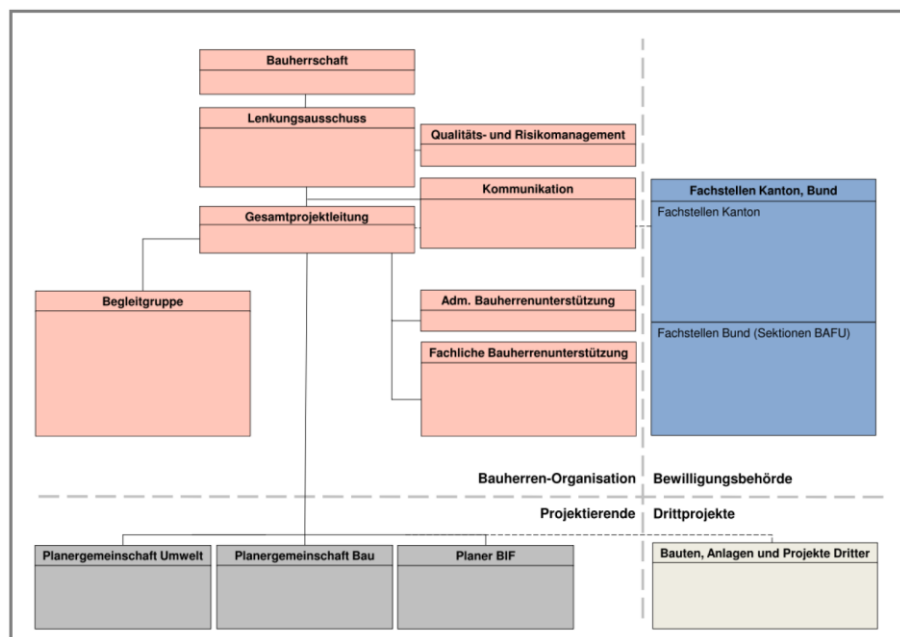 Bauherrschaft
Lenkungsausschuss
Qualitäts- und Risikomanagement
Kommunikation
Fachstellen Kanton, Bund
Fachstellen Kanton
Gesamtprojektleitung
Begleitgruppe
Adm. Bauherrenunterstützung
Fachstellen Bund (Sektionen BAFU)
Fachliche Bauherrenunterstützung
Bauherren-Organisation
Bewilligungsbehörde
Projektierende
Drittprojekte
Planergemeinschaft Umwelt
Planergemeinschaft Bau
Planer BIF
Bauten, Anlagen und Projekte Dritter